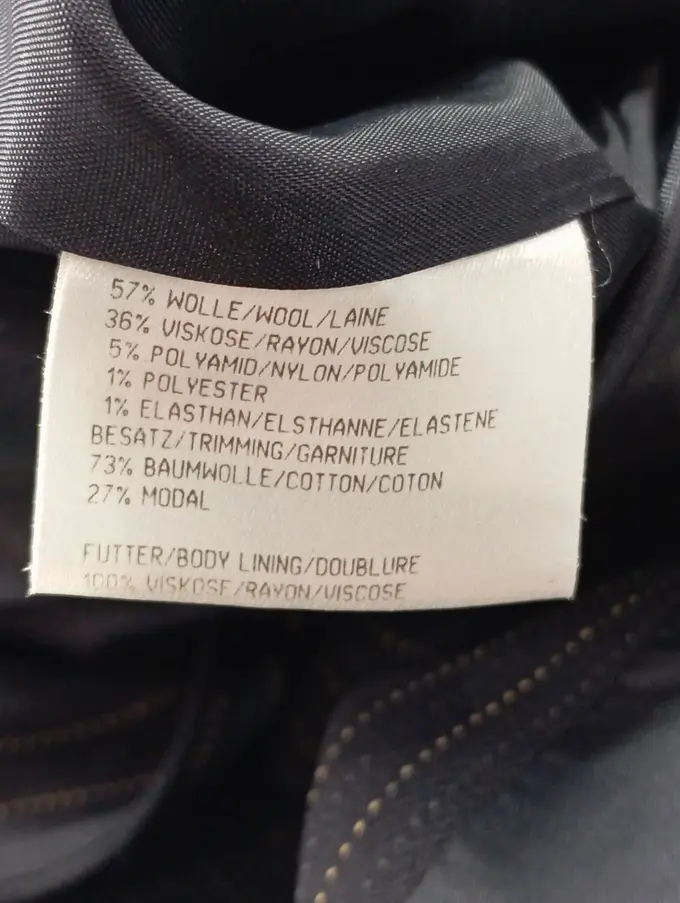 57% WOLLE/WOOL/LAINE
36% VISKOSE/RAYON/VISCOSE
5% POLYAMID/NYLON/POLYAMIDE
1% POLYESTER
1% ELASTHAN/ELSTHANNE/ELASTENE
BESATZ/TRIMMING/GARNITURE
73% BAUMWOLLE/COTTON/COTON
27% MODAL
FUTTER/BODY LINING/DOUBLURE
100% VISKOSE/RAYON/VISCOSE